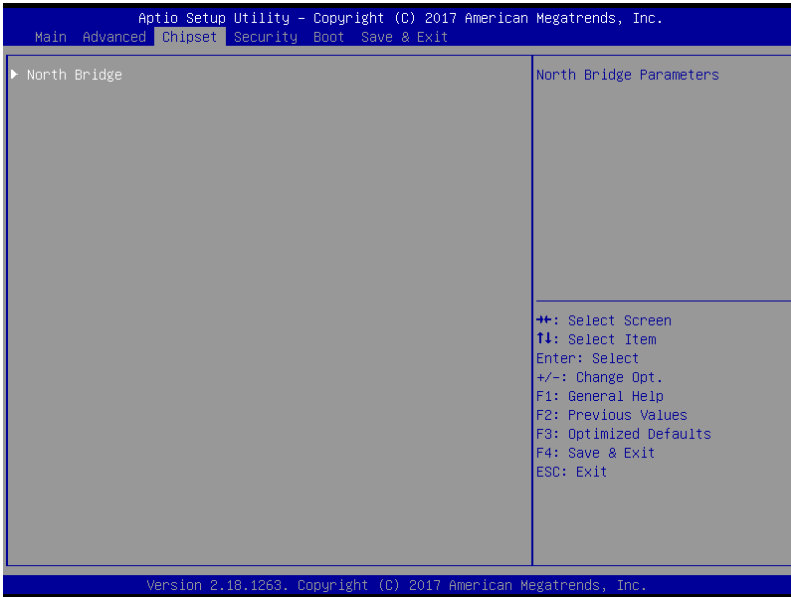 Aptio Setup Utility – Copyright (C) 2017 American Megatrends, Inc.
Main Advanced Chipset Security Boot Save & Exit
▶ North Bridge
North Bridge Parameters
→←: Select Screen
↑↓: Select Item
Enter: Select
+/-: Change Opt.
F1: General Help
F2: Previous Values
F3: Optimized Defaults
F4: Save & Exit
ESC: Exit
Version 2.18.1263. Copyright (C) 2017 American Megatrends, Inc.